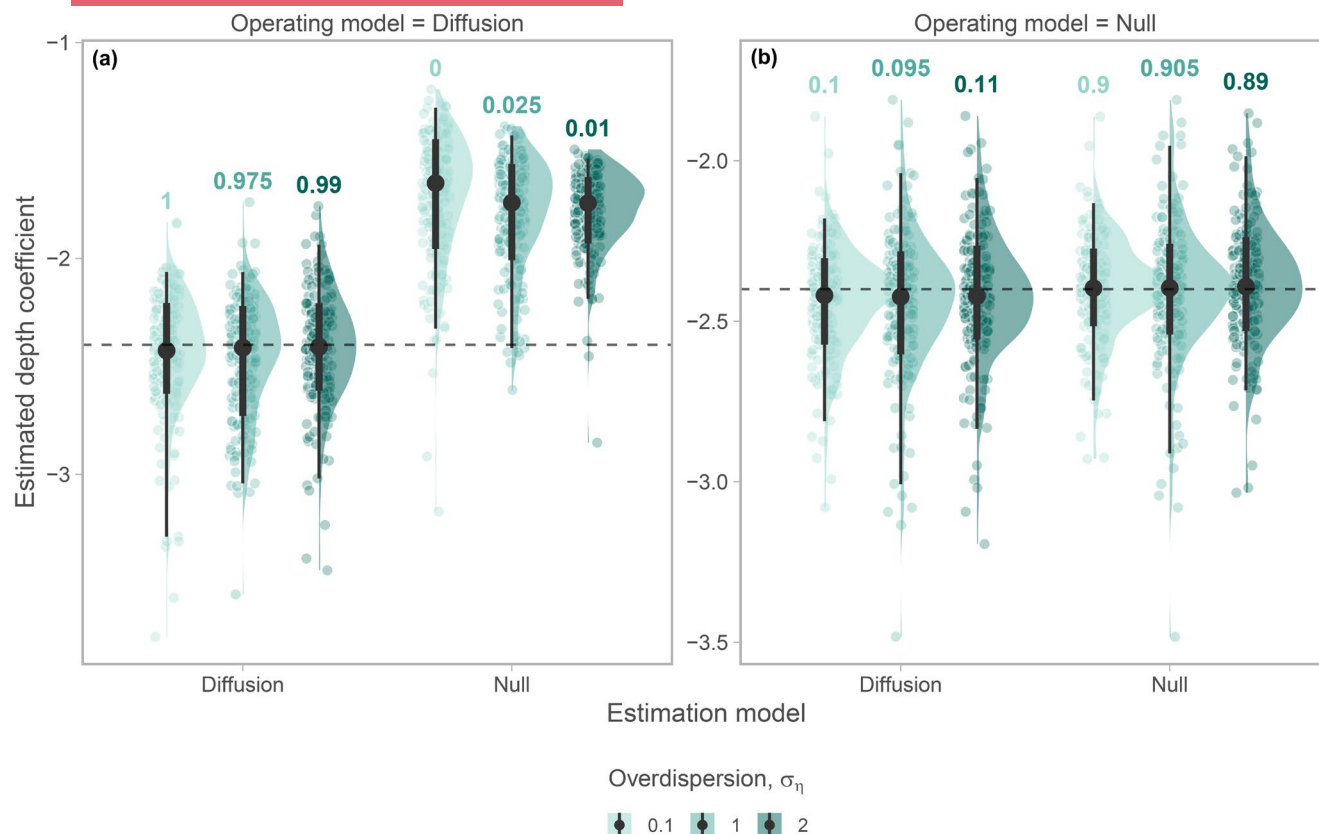 Operating model = Diffusion
Operating model = Null
−1
(a)
0
0.025
0.01
1
0.975
0.99
−2
−3
Estimated depth coefficient
(b)
0.1
0.095
0.11
0.9
0.905
0.89
−2.0
−2.5
−3.0
−3.5
Diffusion
Null
Diffusion
Null
Estimation model
Overdispersion, ση
0.1
1
2